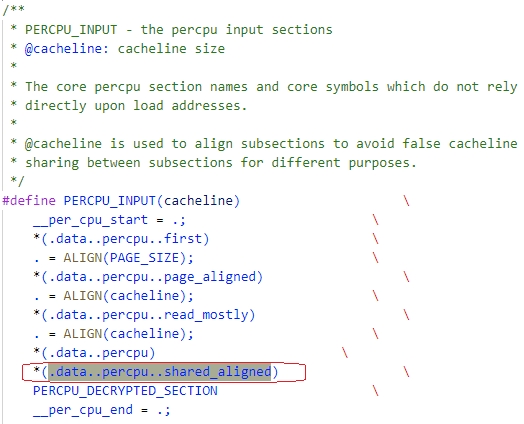 /**
 * PERCPU_INPUT - the percpu input sections
 * @cacheline: cacheline size
 *
 * The core percpu section names and core symbols which do not rely
 * directly upon load addresses.
 *
 * @cacheline is used to align subsections to avoid false cacheline
 * sharing between subsections for different purposes.
 */
#define PERCPU_INPUT(cacheline) \
    __per_cpu_start = .; \
    *(.data..percpu..first) \
    . = ALIGN(PAGE_SIZE); \
    *(.data..percpu..page_aligned) \
    . = ALIGN(cacheline); \
    *(.data..percpu..read_mostly) \
    . = ALIGN(cacheline); \
    *(.data..percpu) \
    *(.data..percpu..shared_aligned) \
    PERCPU_DECRYPTED_SECTION \
    __per_cpu_end = .;